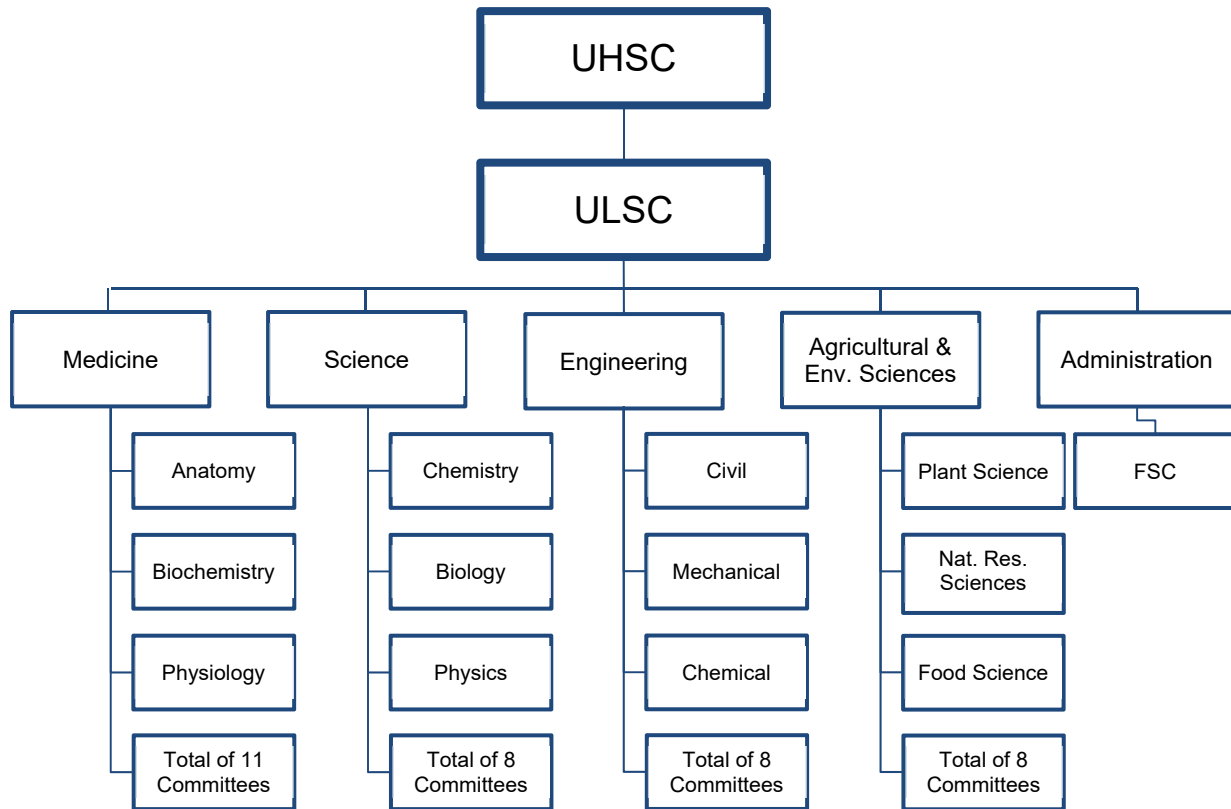 UHSC
ULSC
Medicine
Science
Engineering
Agricultural &
Env. Sciences
Administration
Anatomy
Chemistry
Civil
Plant Science
FSC
Biochemistry
Biology
Mechanical
Nat. Res.
Sciences
Physiology
Physics
Chemical
Food Science
Total of 11
Committees
Total of 8
Committees
Total of 8
Committees
Total of 8
Committees